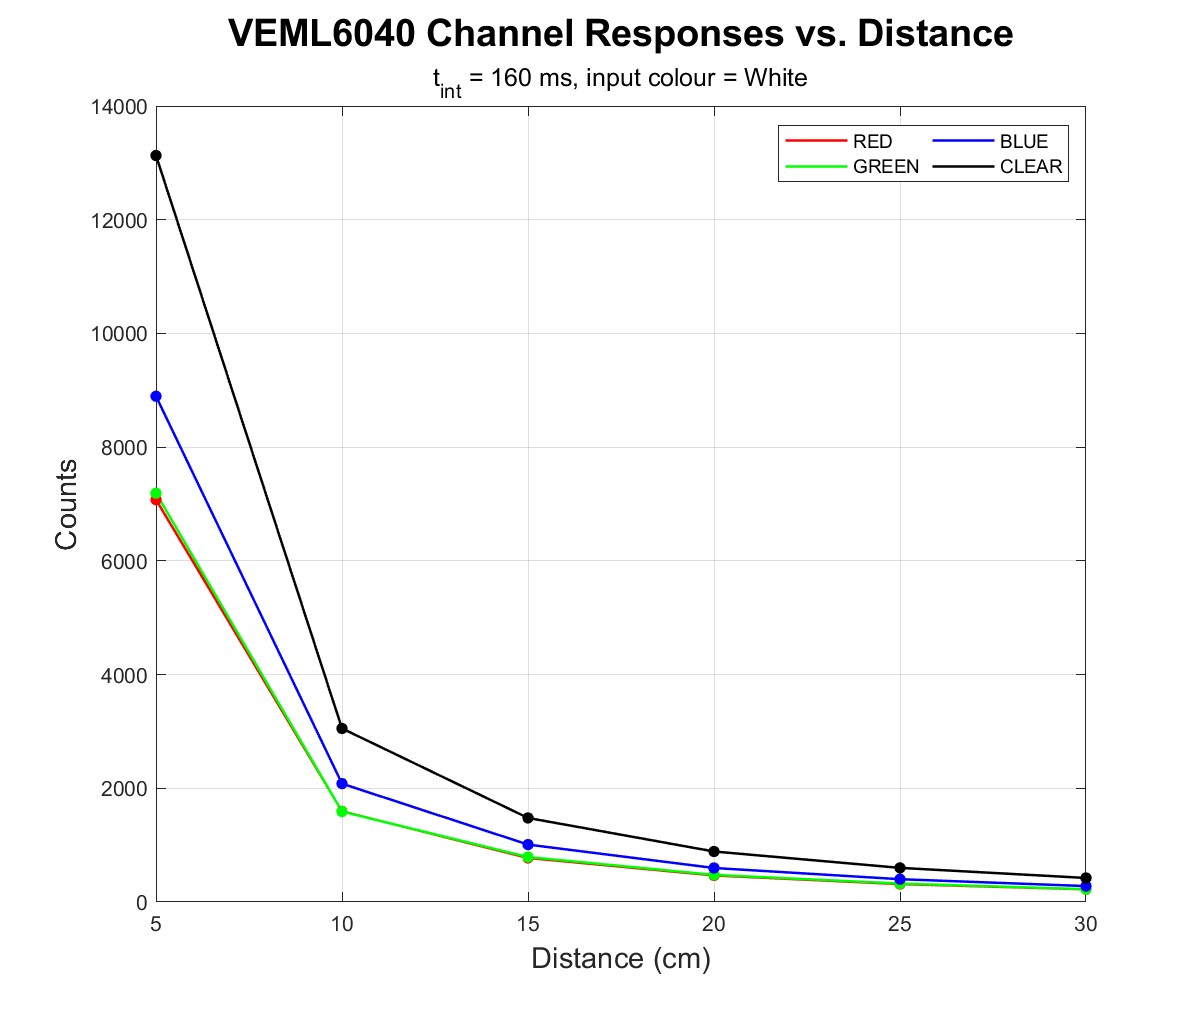 VEML6040 Channel Responses vs. Distance
t_int = 160 ms, input colour = White
14000
12000
10000
8000
6000
4000
2000
0
Counts
RED BLUE
GREEN CLEAR
5 10 15 20 25 30
Distance (cm)